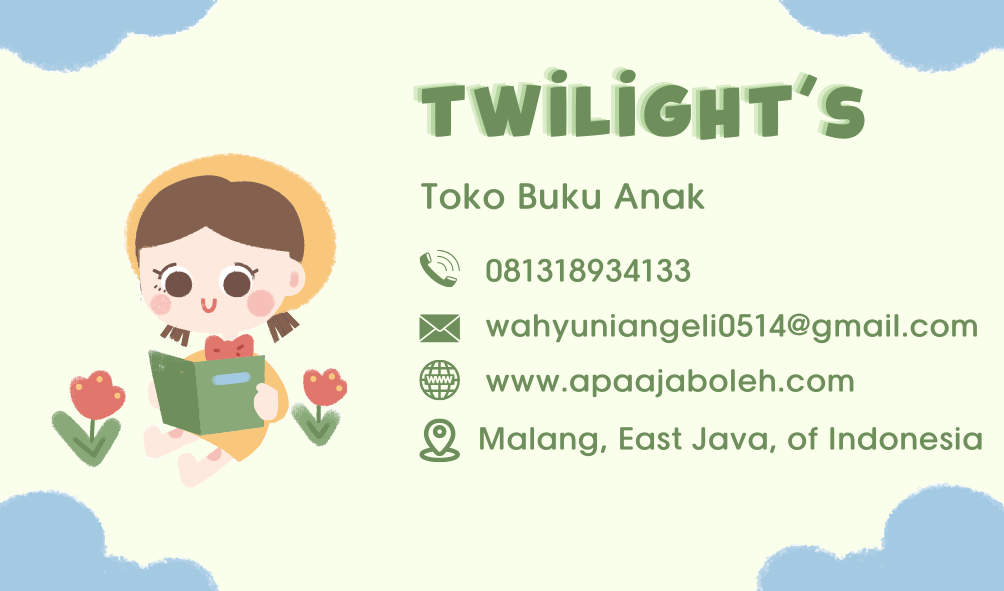 TWiLiGHT'S
Toko Buku Anak
081318934133
wahyuniangeli0514@gmail.com
www.apaajaboleh.com
Malang, East Java, of Indonesia